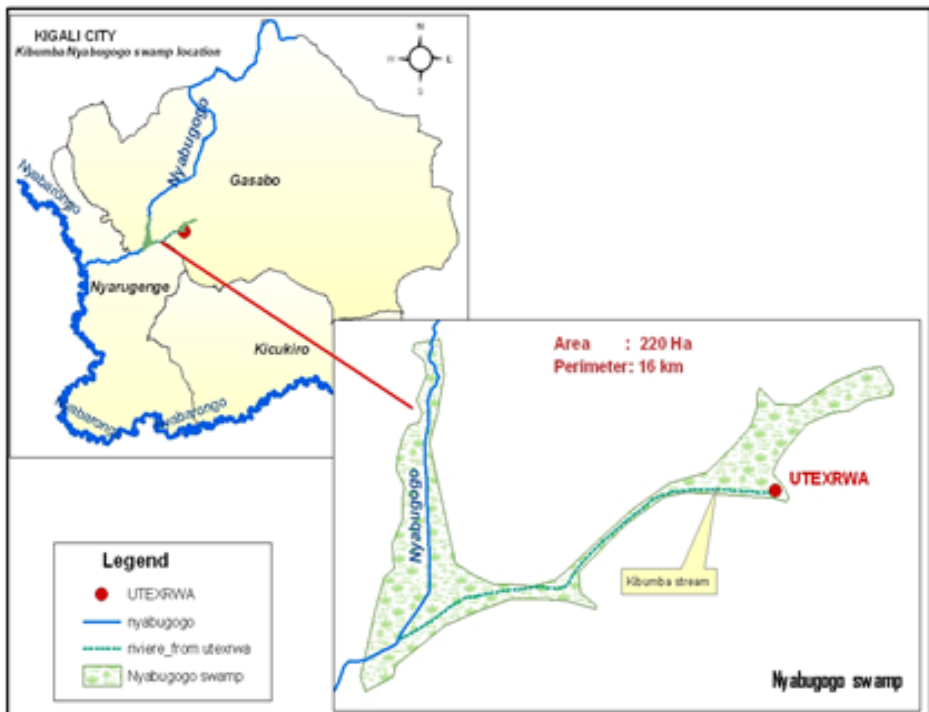 KIGALI CITY
Kibumba Nyabugogo swamp location
N
W
E
S
Nyabugogo
Gasabo
Nyabarongo
Nyarugenge
Kicukiro
Nyabarongo
Nyabarongo
Area : 220 Ha
Perimeter: 16 km
Nyabugogo
UTEXRWA
Kibumba stream
Nyabugogo swamp
Legend
UTEXRWA
nyabugogo
riviere_from utexrwa
Nyabugogo swamp